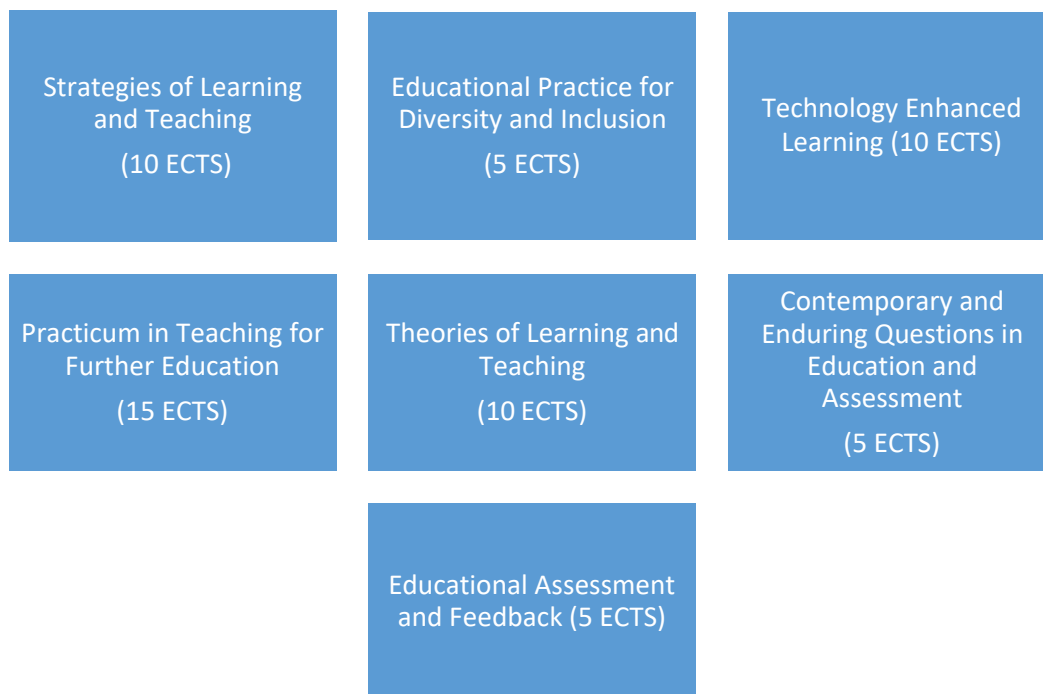 Strategies of Learning
and Teaching
(10 ECTS)
Educational Practice for
Diversity and Inclusion
(5 ECTS)
Technology Enhanced
Learning (10 ECTS)
Practicum in Teaching for
Further Education
(15 ECTS)
Theories of Learning and
Teaching
(10 ECTS)
Contemporary and
Enduring Questions in
Education and
Assessment
(5 ECTS)
Educational Assessment
and Feedback (5 ECTS)